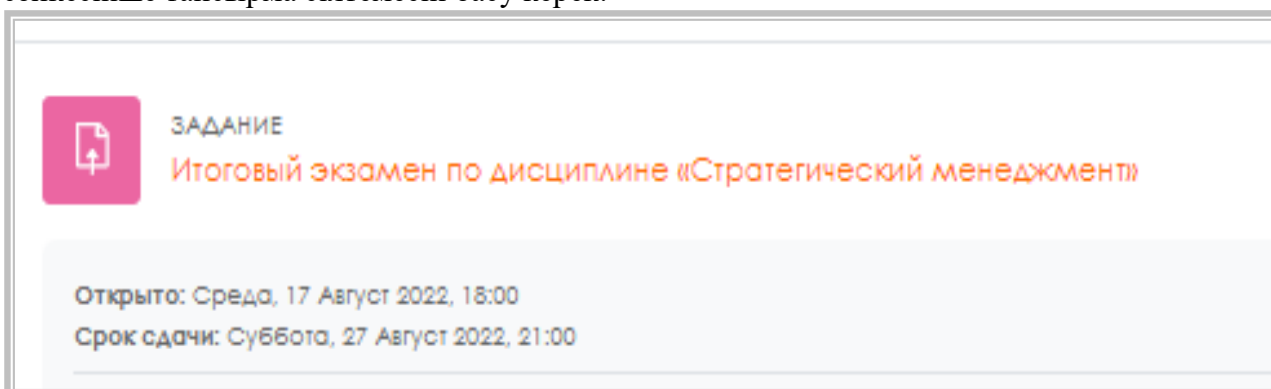 ЗАДАНИЕ
Итоговый экзамен по дисциплине «Стратегический менеджмент»
Открыто: Среда, 17 Август 2022, 18:00
Срок сдачи: Суббота, 27 Август 2022, 21:00